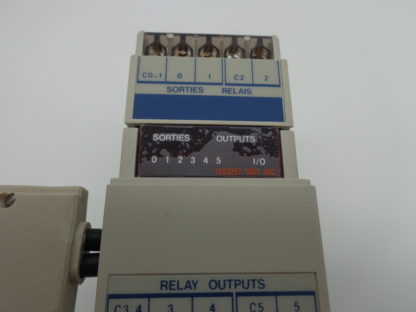 C0-1 0 1 C2 2
SORTIES RELAIS
SORTIES OUTPUTS
0 1 2 3 4 5 I/O
RELAY OUTPUTS
C3 4 3 4 C5 5